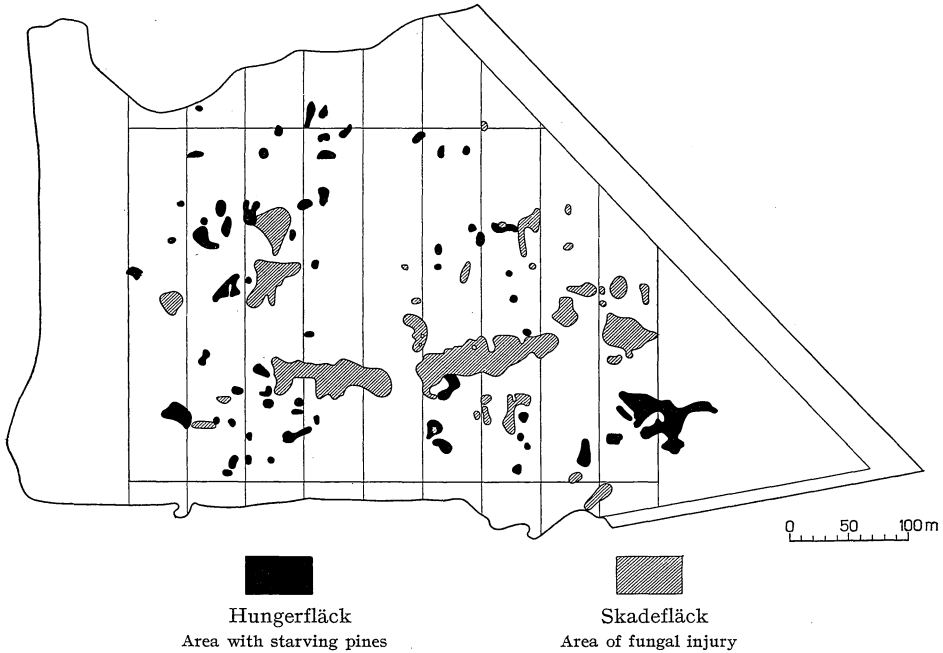 0 50 100 m
Hungerfläck
Area with starving pines
Skadefläck
Area of fungal injury